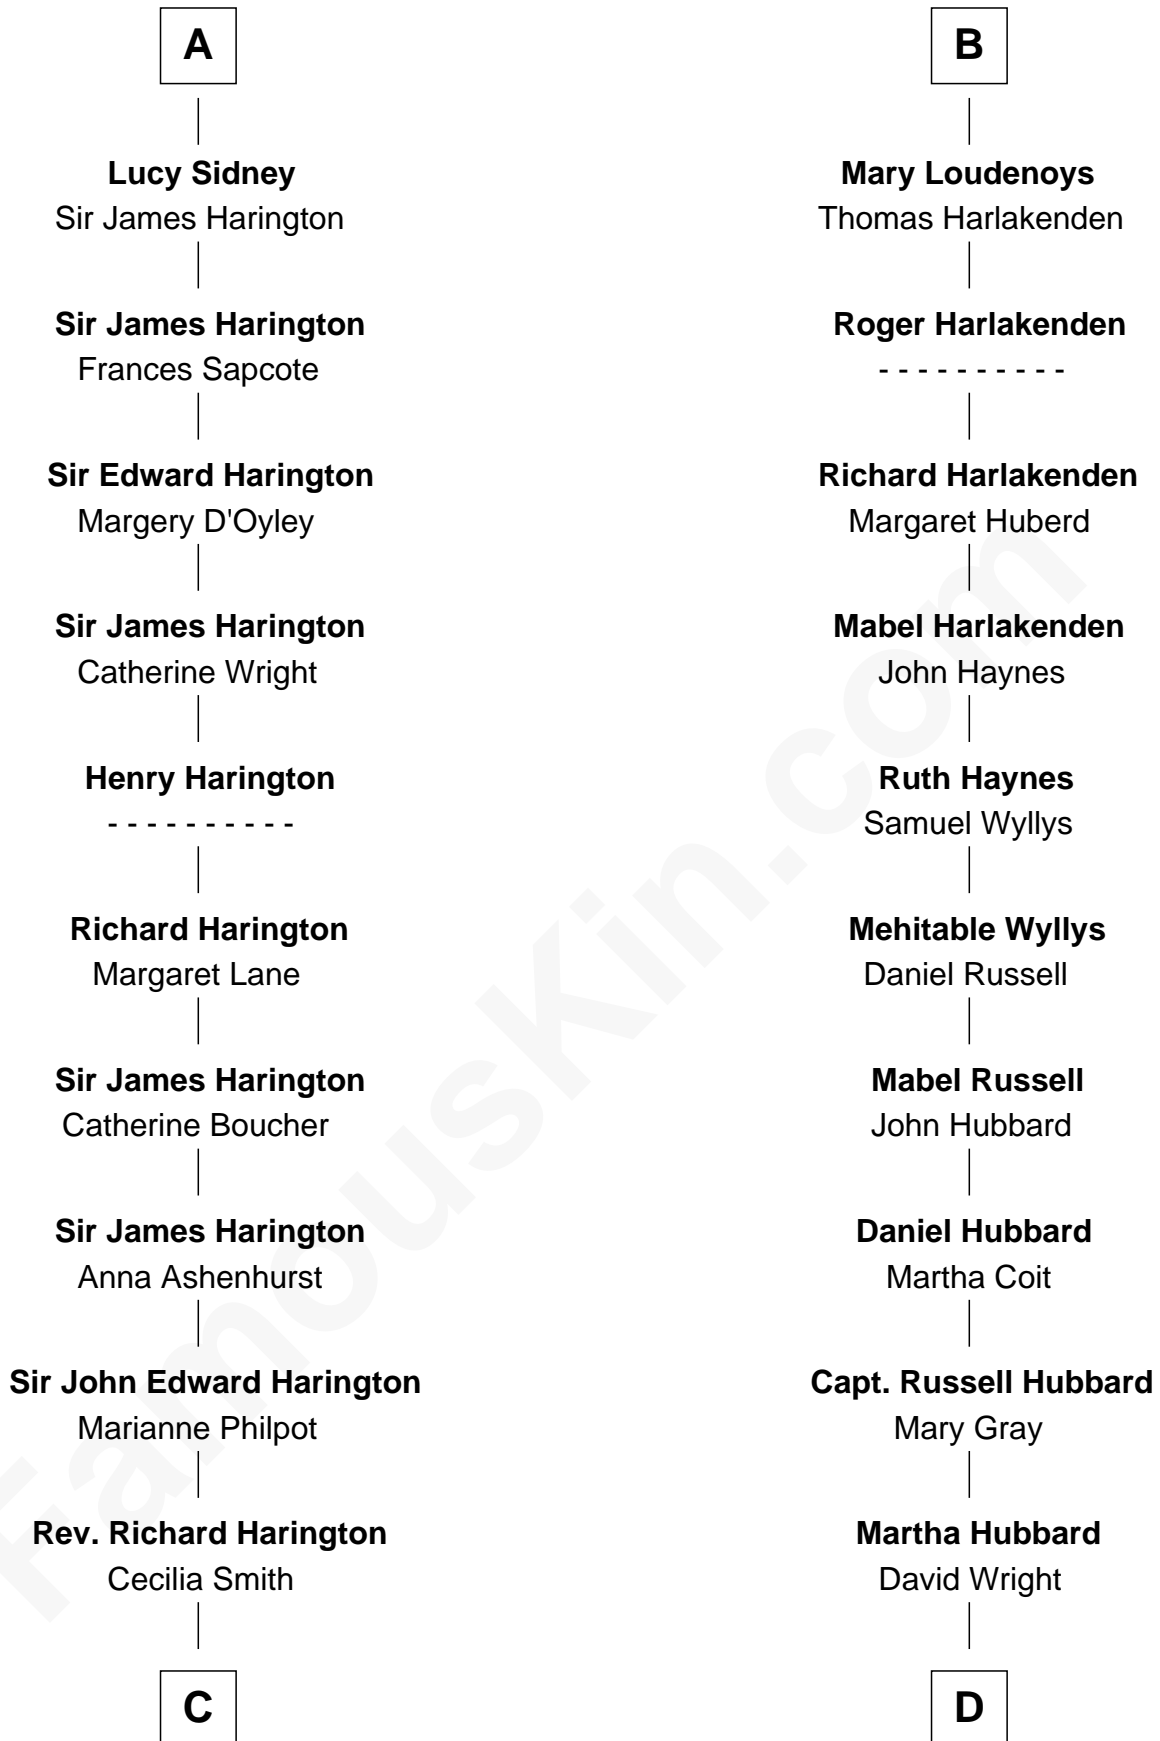 A
Lucy Sidney
Sir James Harington
Sir James Harington
Frances Sapcote
Sir Edward Harington
Margery D'Oyley
Sir James Harington
Catherine Wright
Henry Harington
- - - - - - - - - -
Richard Harington
Margaret Lane
Sir James Harington
Catherine Boucher
Sir James Harington
Anna Ashenhurst
Sir John Edward Harington
Marianne Philpot
Rev. Richard Harington
Cecilia Smith
C
B
Mary Loudenoys
Thomas Harlakenden
Roger Harlakenden
- - - - - - - - - -
Richard Harlakenden
Margaret Huberd
Mabel Harlakenden
John Haynes
Ruth Haynes
Samuel Wyllys
Mehitable Wyllys
Daniel Russell
Mabel Russell
John Hubbard
Daniel Hubbard
Martha Coit
Capt. Russell Hubbard
Mary Gray
Martha Hubbard
David Wright
D
FamousKin.com